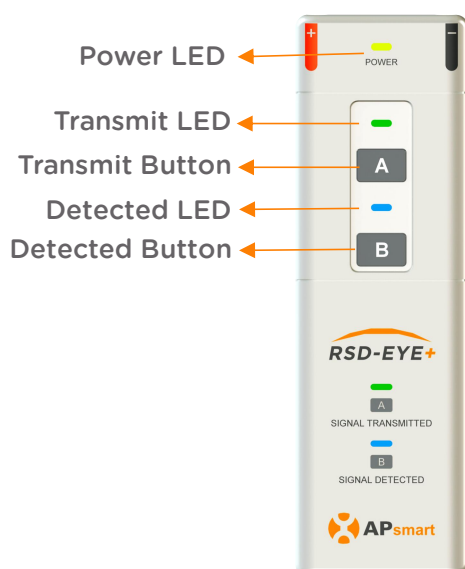 +
−
Power LED
POWER
Transmit LED
Transmit Button
A
Detected LED
Detected Button
B
RSD-EYE+
A
SIGNAL TRANSMITTED
B
SIGNAL DETECTED
APsmart